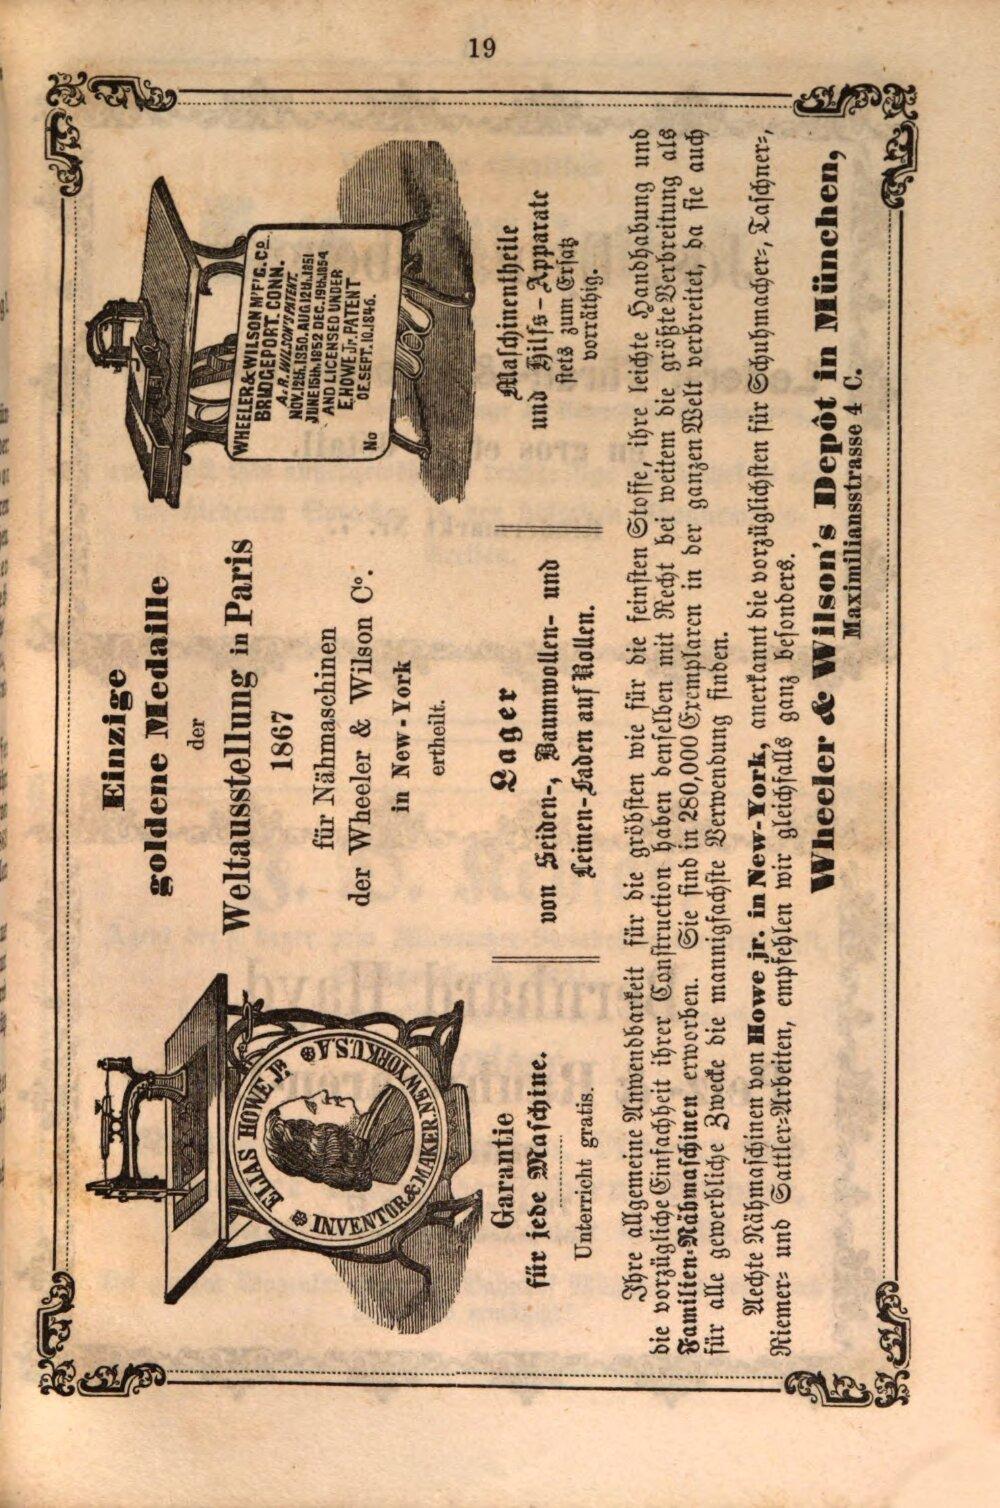 19
ELIAS HOWE JR.
NEW YORK U.S.A
INVENTOR & MAKER
Einzige
goldene Medaille
der
Weltausstellung in Paris
1867
für Nähmaschinen
der Wheeler & Wilson Co.
in New-York
ertheilt.
WHEELER & WILSON M'F'G. Co.
BRIDGEPORT. CONN.
A. B. WILSON'S PATENT.
NOV. 12th. 1850. AUG. 12th. 1851
JUNE 15th. 1852 DEC. 19th. 1854
AND LICENSED UNDER
E. HOWE Jr. PATENT
OF SEPT. 10. 1846.
No
Garantie
für jede Maschine.
Unterricht gratis.
Lager
von Seiden-, Baumwollen- und
Leinen-Faden auf Rollen.
Maschinentheile
und Hilfs-Apparate
stets zum Ersatz
vorräthig.
Ihre allgemeine Anwendbarkeit für die gröbsten wie für die feinsten Stoffe, ihre leichte Handhabung und
die vorzügliche Einfachheit ihrer Construction haben denselben mit Recht bei weitem die größte Verbreitung als
Familien-Nähmaschinen erworben. Sie sind in 280,000 Exemplaren in der ganzen Welt verbreitet, da sie auch
für alle gewerbliche Zwecke die mannigfachste Verwendung finden.
Aechte Nähmaschinen von Howe jr. in New-York, anerkannt die vorzüglichsten für Schuhmacher-, Taschner-,
Riemer- und Sattler-Arbeiten, empfehlen wir gleichfalls ganz besonders.
Wheeler & Wilson's Depôt in München,
Maximiliansstrasse 4 C.